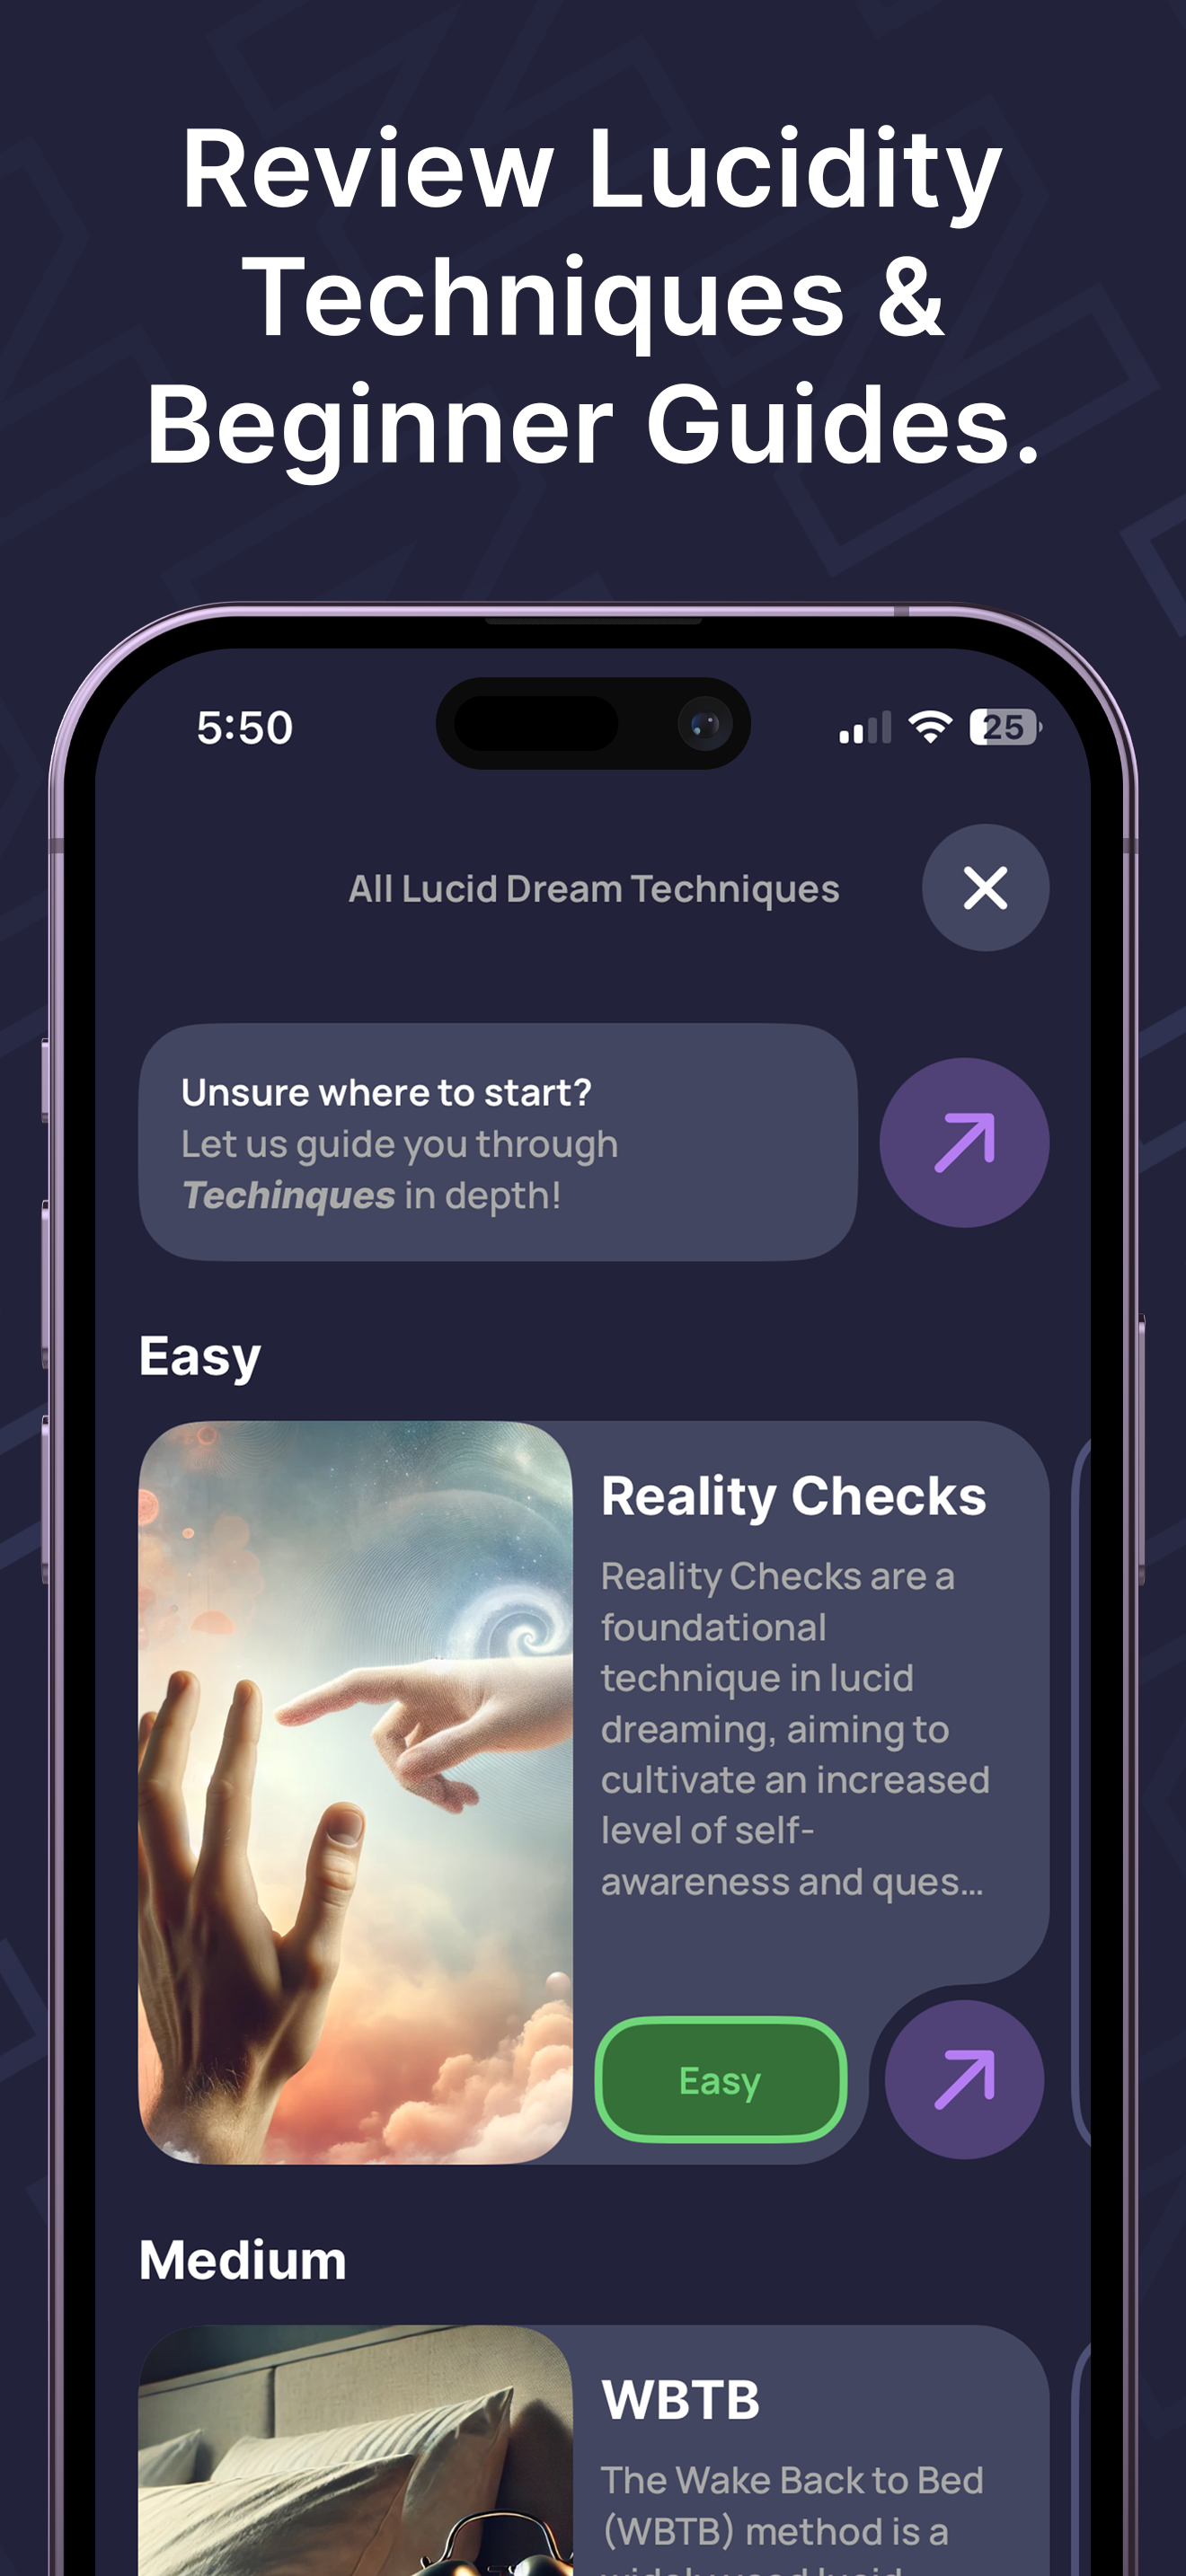 Review Lucidity
Techniques &
Beginner Guides.
5:50
25
All Lucid Dream Techniques
Unsure where to start?
Let us guide you through
Techinques in depth!
Easy
Reality Checks
Reality Checks are a
foundational
technique in lucid
dreaming, aiming to
cultivate an increased
level of self-
awareness and ques...
Easy
Medium
WBTB
The Wake Back to Bed
(WBTB) method is a
widely used lucid